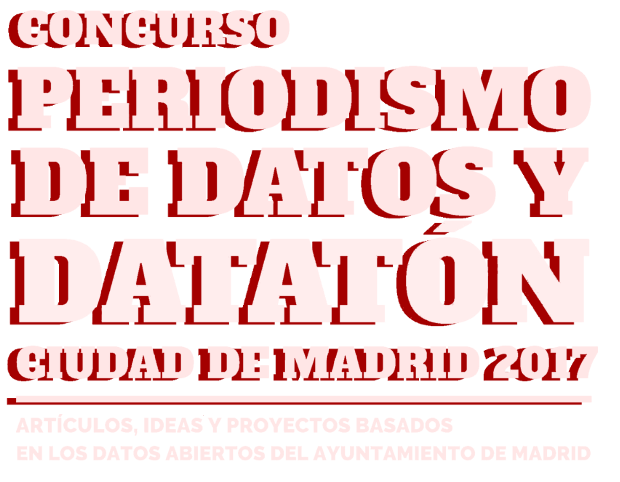 CONCURSO
PERIODISMO
DE DATOS Y
DATATÓN
CIUDAD DE MADRID 2017
ARTÍCULOS, IDEAS Y PROYECTOS BASADOS
EN LOS DATOS ABIERTOS DEL AYUNTAMIENTO DE MADRID